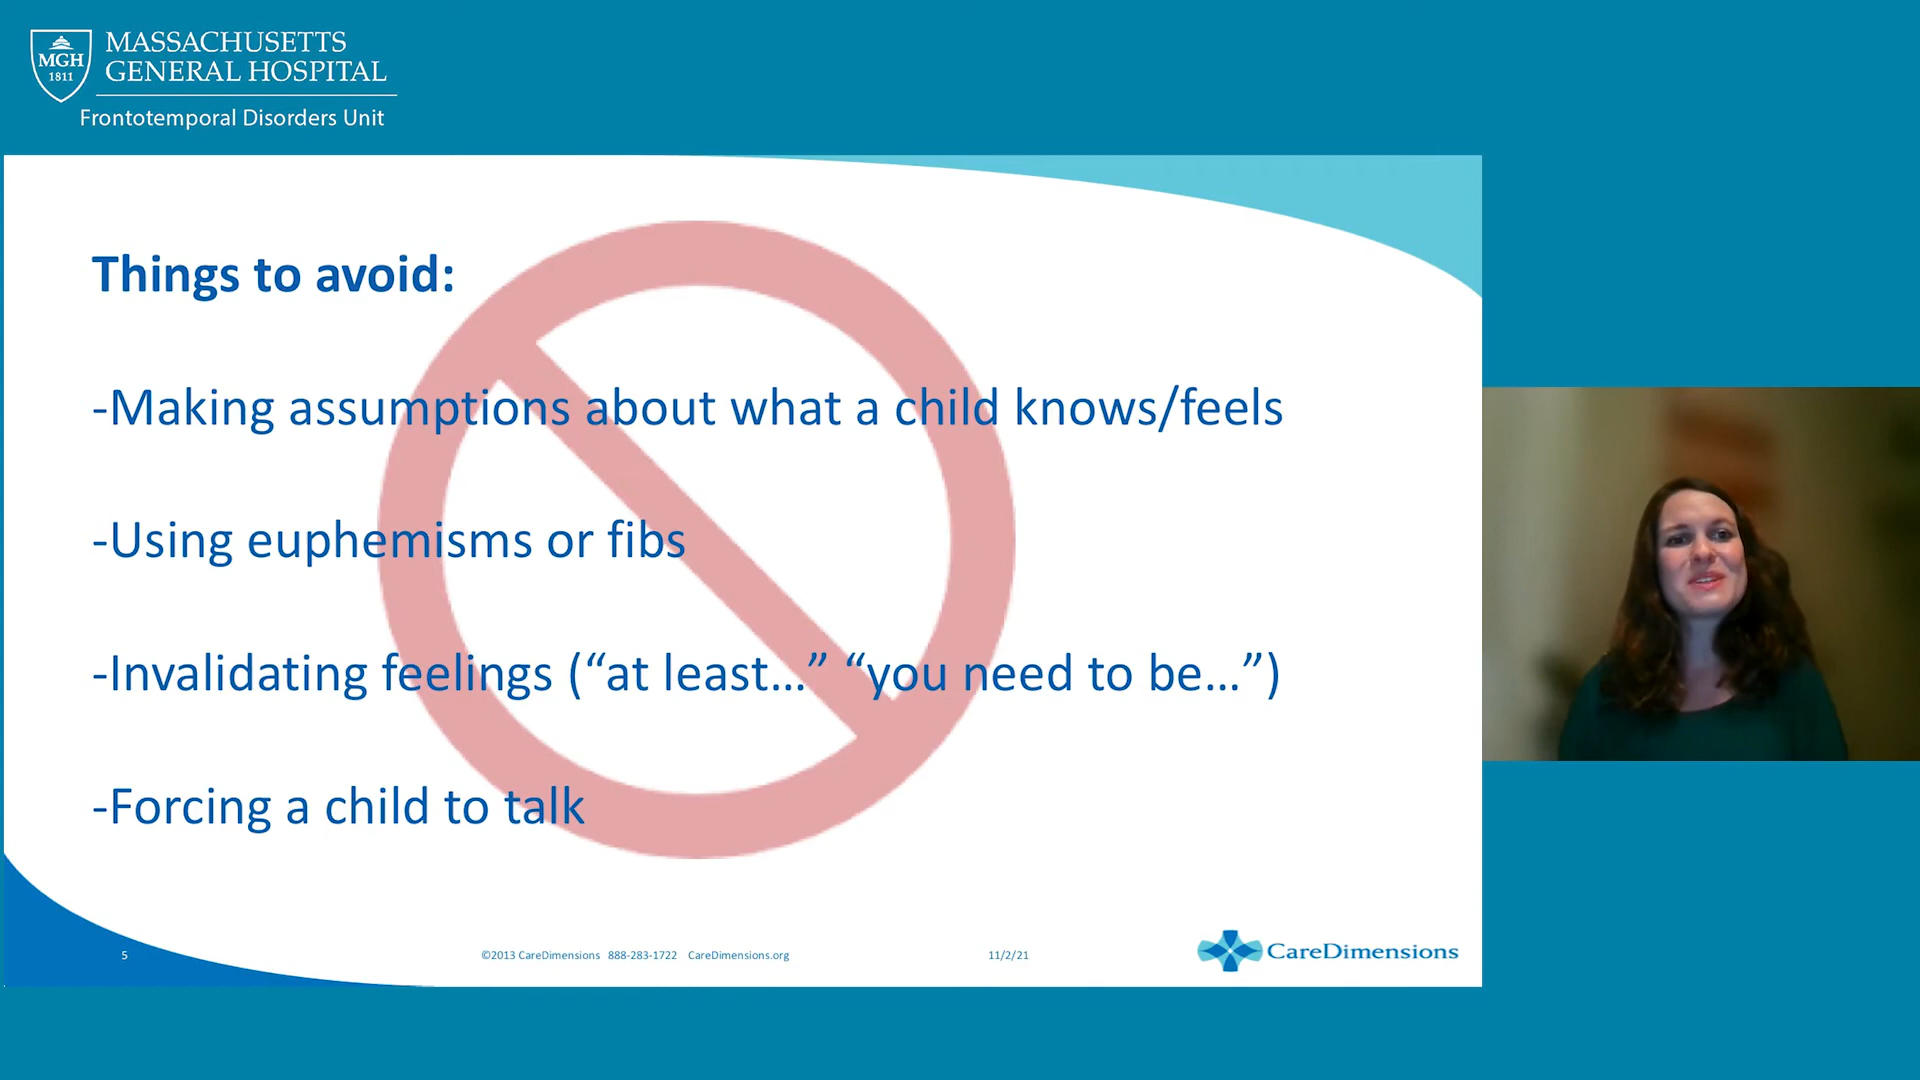 MGH
1811
MASSACHUSETTS
GENERAL HOSPITAL
Frontotemporal Disorders Unit
Things to avoid:
-Making assumptions about what a child knows/feels
-Using euphemisms or fibs
-Invalidating feelings (“at least…” “you need to be…”)
-Forcing a child to talk
5
©2013 CareDimensions 888-283-1722 CareDimensions.org
11/2/21
CareDimensions